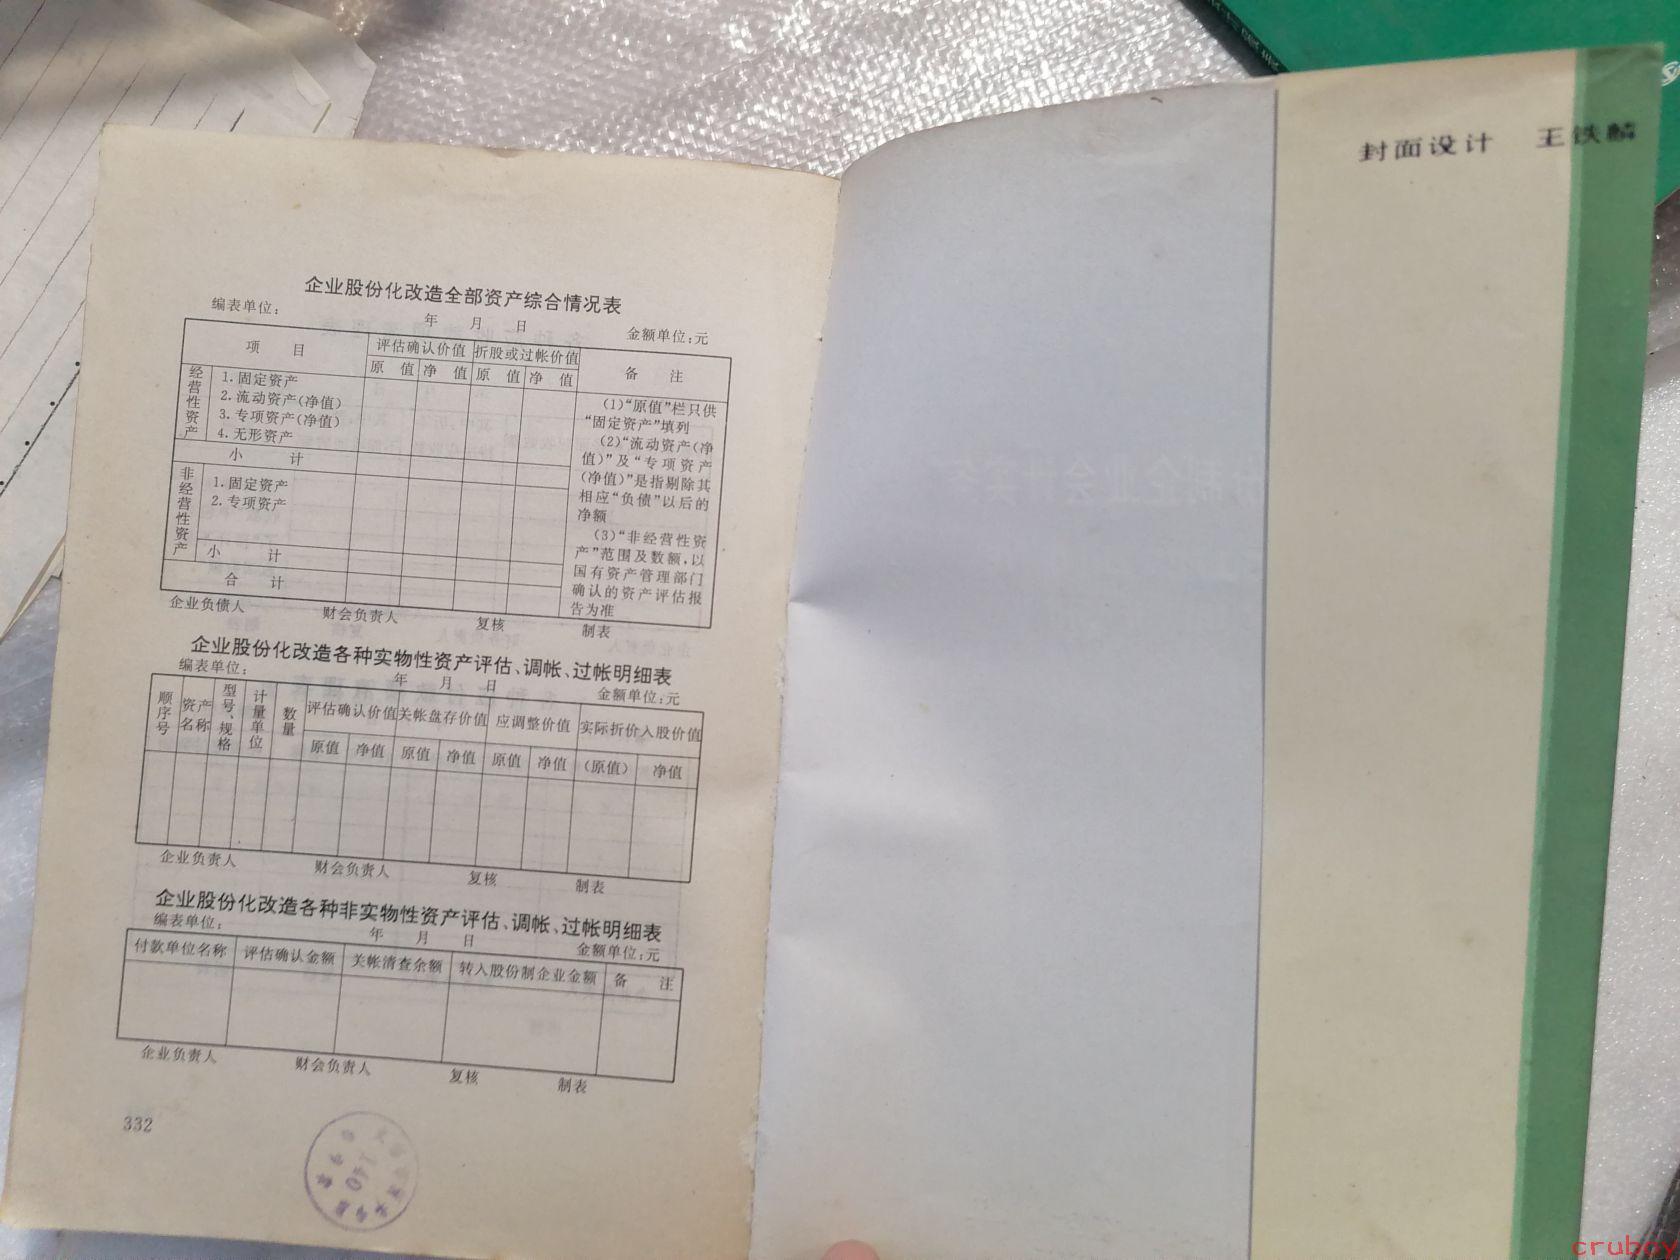 企业股份化改造全部资产综合情况表
编表单位： 年 月 日 金额单位：元
项 目 评估确认价值 折股或过帐价值 备 注
原 值 净 值 原 值 净 值
经营性资产
1.固定资产
2.流动资产(净值)
3.专项资产(净值)
4.无形资产
小 计
非经营性资产
1.固定资产
2.专项资产
小 计
合 计
(1)“原值”栏只供
“固定资产”填列
(2)“流动资产(净
值)”及“专项资产
(净值)”是指剔除其
相应“负债”以后的
净额
(3)“非经营性资
产”范围及数额，以
国有资产管理部门
确认的资产评估报
告为准
企业负债人 财会负责人 复核 制表
企业股份化改造各种实物性资产评估、调帐、过帐明细表
编表单位： 年 月 日 金额单位：元
顺序号 资产名称 型号、规格 计量单位 数量 评估确认价值 关帐盘存价值 应调整价值 实际折价入股价值
原值 净值 原值 净值 原值 净值 (原值) 净值
企业负责人 财会负责人 复核 制表
企业股份化改造各种非实物性资产评估、调帐、过帐明细表
编表单位： 年 月 日 金额单位：元
付款单位名称 评估确认金额 关帐清查余额 转入股份制企业金额 备 注
企业负责人 财会负责人 复核 制表
332
140
封面设计 王铁麟
cruboy